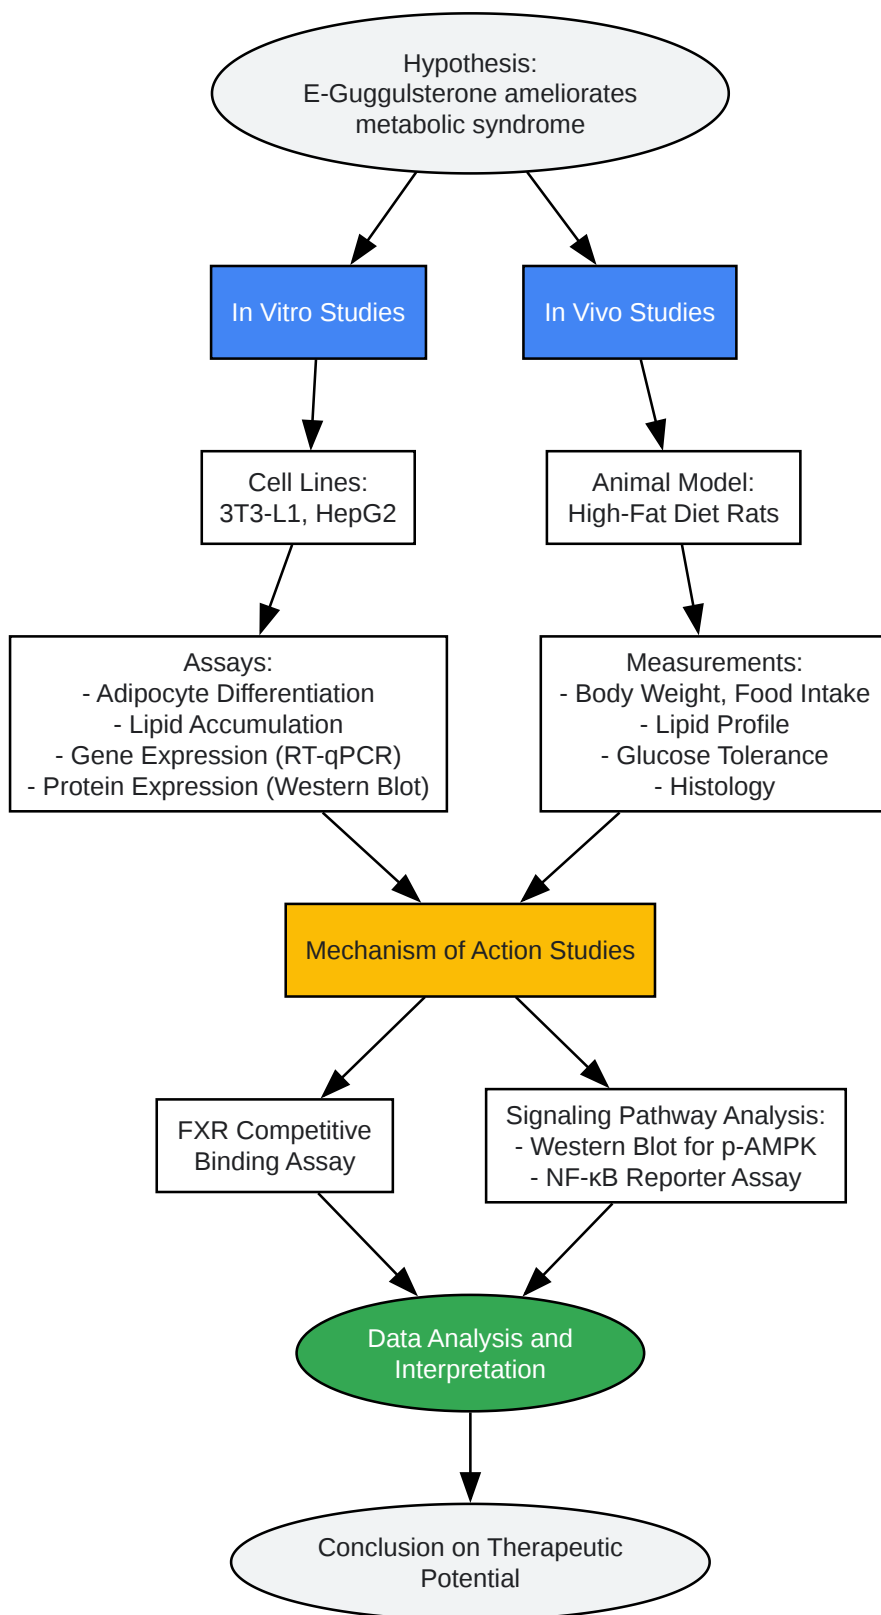 Hypothesis:
E-Guggulsterone ameliorates
metabolic syndrome
In Vitro Studies
In Vivo Studies
Cell Lines:
3T3-L1, HepG2
Animal Model:
High-Fat Diet Rats
Assays:
- Adipocyte Differentiation
- Lipid Accumulation
- Gene Expression (RT-qPCR)
- Protein Expression (Western Blot)
Measurements:
- Body Weight, Food Intake
- Lipid Profile
- Glucose Tolerance
- Histology
Mechanism of Action Studies
FXR Competitive
Binding Assay
Signaling Pathway Analysis:
- Western Blot for p-AMPK
- NF-κB Reporter Assay
Data Analysis and
Interpretation
Conclusion on Therapeutic
Potential